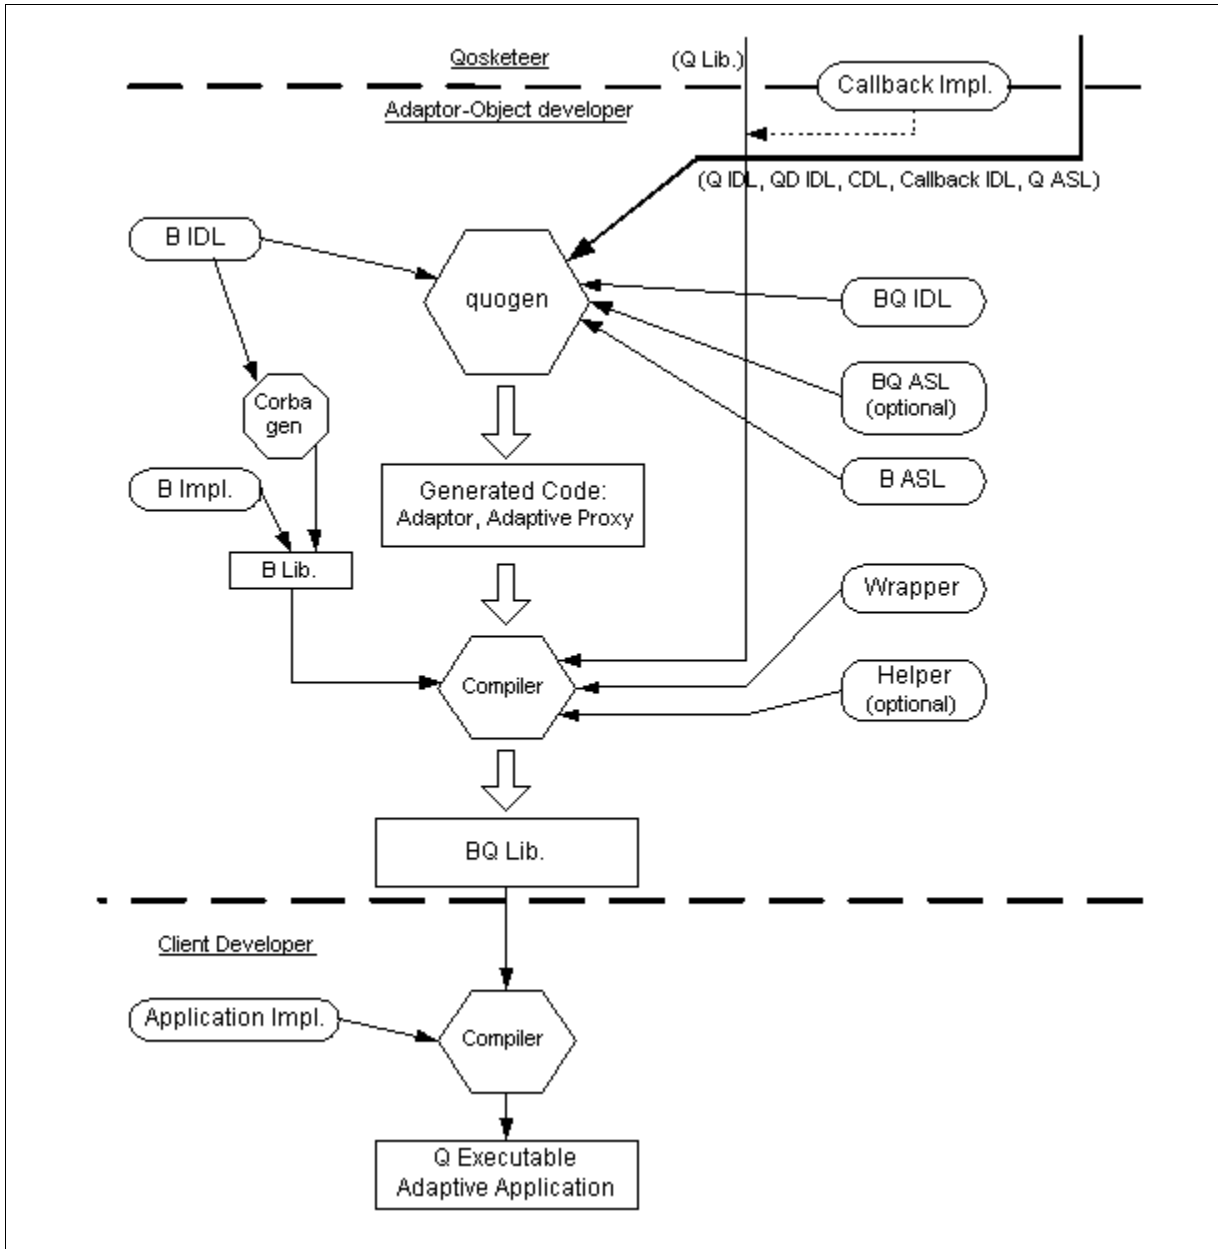 Qosketeer
(Q Lib.)
Callback Impl.
Adaptor-Object developer
(Q IDL, QD IDL, CDL, Callback IDL, Q ASL)
B IDL
quogen
BQ IDL
BQ ASL
(optional)
Corba
gen
B Impl.
Generated Code:
Adaptor, Adaptive Proxy
B ASL
B Lib.
Wrapper
Compiler
Helper
(optional)
BQ Lib.
Client Developer
Application Impl.
Compiler
Q Executable
Adaptive Application